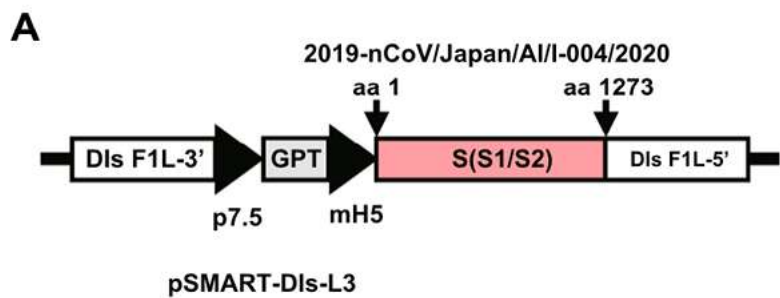 A
2019-nCoV/Japan/AI/I-004/2020
aa 1 aa 1273
DIs F1L-3’ GPT S(S1/S2) DIs F1L-5’
p7.5 mH5
pSMART-DIs-L3